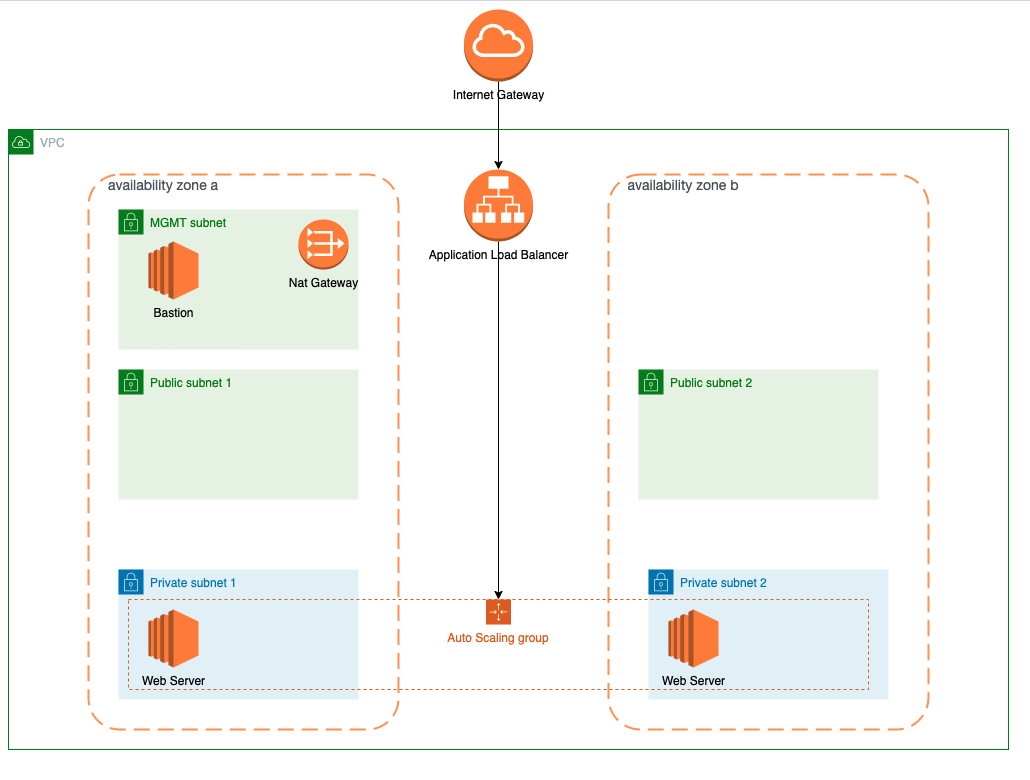 Internet Gateway
VPC
availability zone a
availability zone b
MGMT subnet
Nat Gateway
Bastion
Application Load Balancer
Public subnet 1
Public subnet 2
Private subnet 1
Private subnet 2
Auto Scaling group
Web Server
Web Server